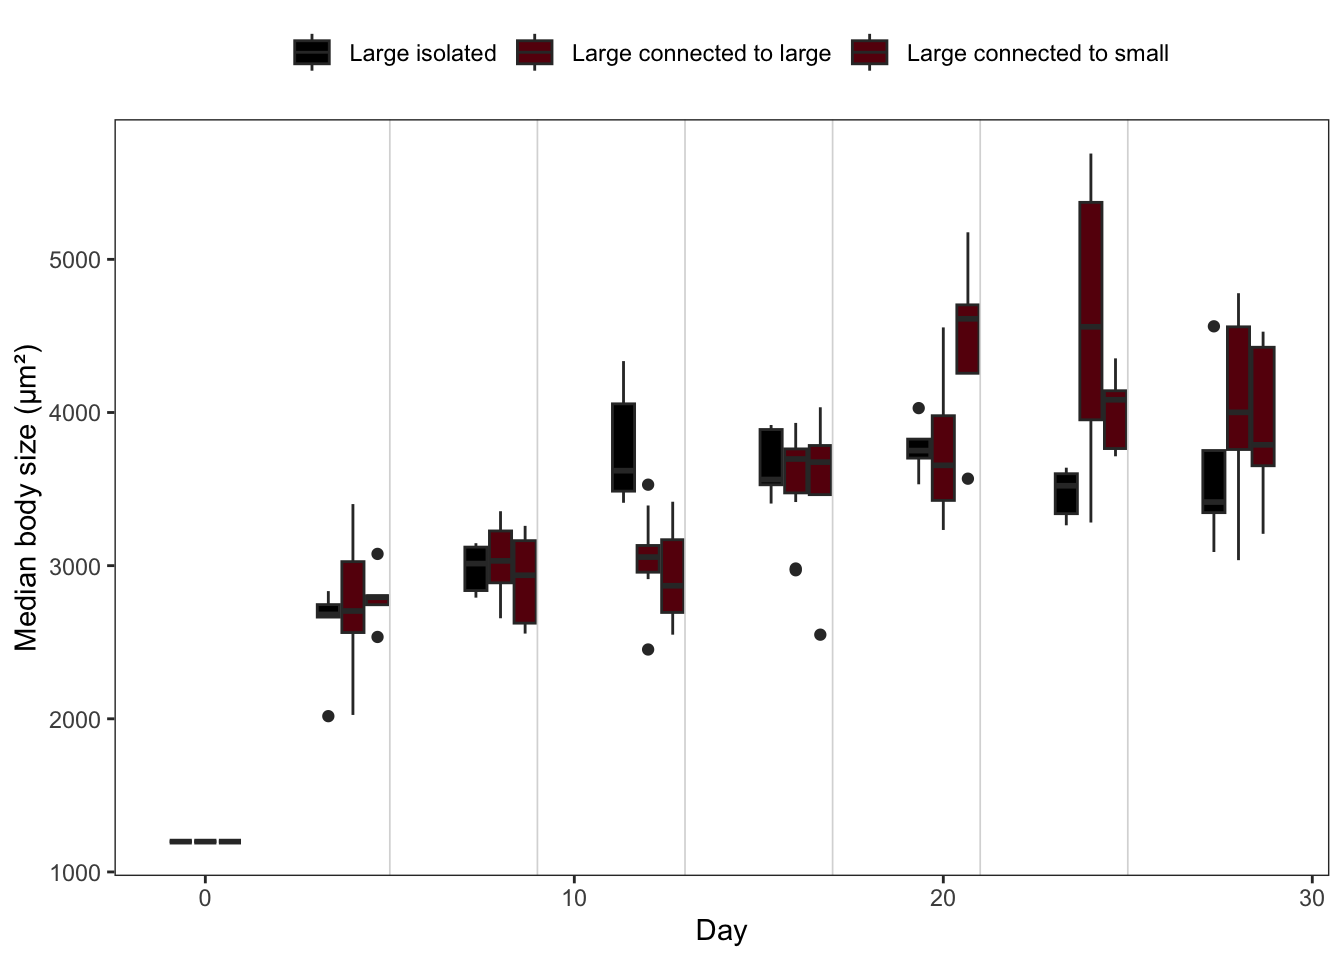 Large isolated Large connected to large Large connected to small
Median body size (μm²)
5000
4000
3000
2000
1000
0 10 20 30
Day